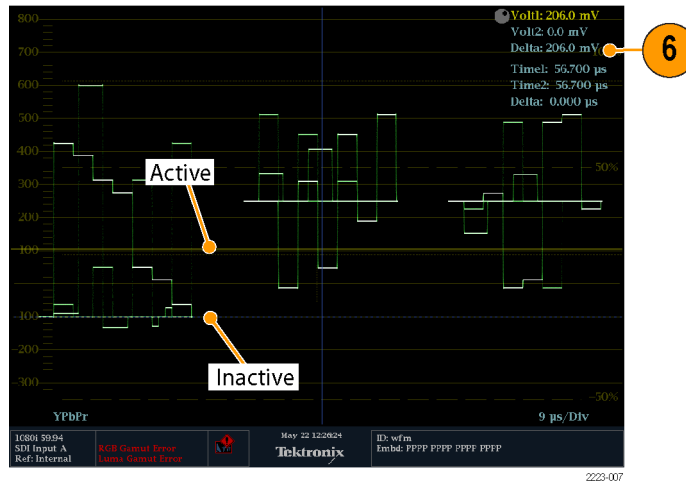 800
700
600
500
400
300
200
100
-100
-200
-300
Volt1: 206.0 mV
Volt2: 0.0 mV
Delta: 206.0 mV
Time1: 56.700 µs
Time2: 56.700 µs
Delta: 0.000 µs
6
50%
Active
Inactive
-50%
YPbPr
9 µs/Div
1080i 59.94
SDI Input A
Ref: Internal
RGB Gamut Error
Luma Gamut Error
May 22 12:26:24
Tektronix
ID: wfm
Embd: PPPP PPPP PPPP PPPP
2223-007